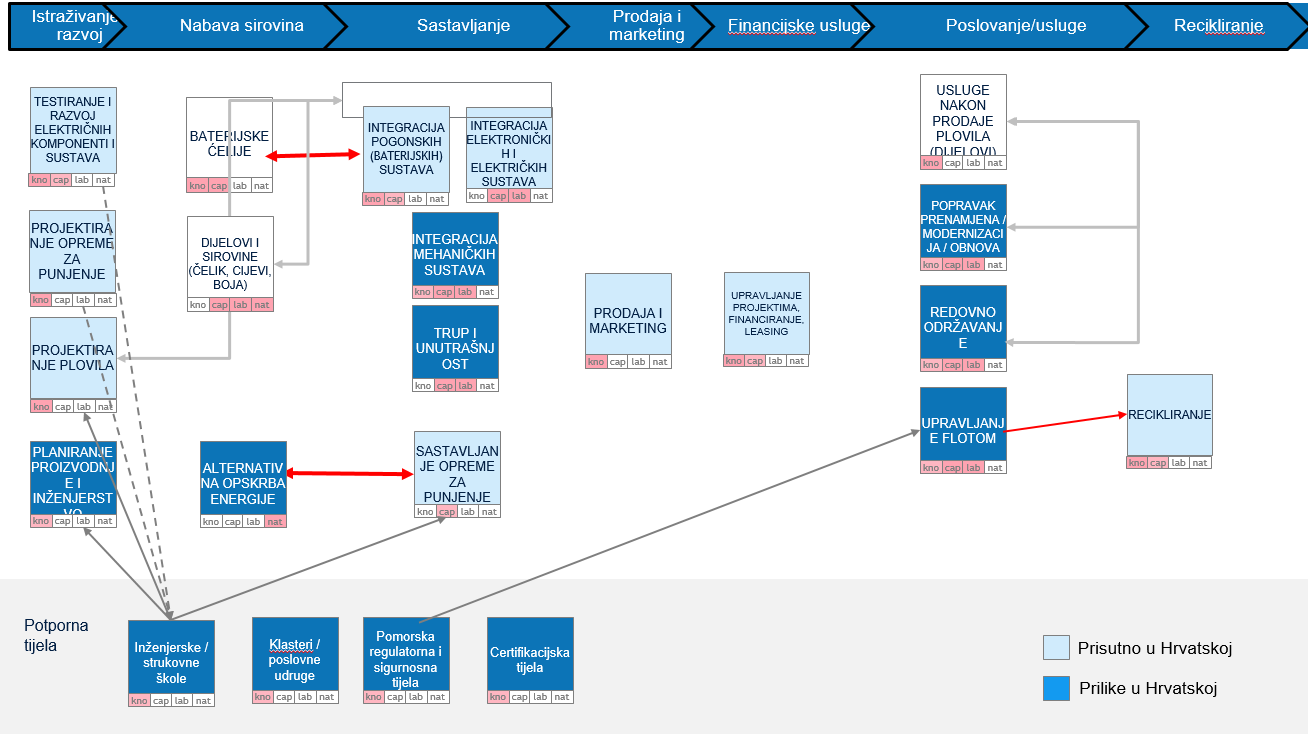 Istraživanje
razvoj
Nabava sirovina
Sastavljanje
Prodaja i
marketing
Financijske usluge
Poslovanje/usluge
Recikliranje
TESTIRANJE I
RAZVOJ
ELEKTRIČNIH
KOMPONENTI I
SUSTAVA
kno cap lab nat
PROJEKTIRA
NJE OPREME
ZA
PUNJENJE
kno cap lab nat
PROJEKTIRA
NJE PLOVILA
kno cap lab nat
PLANIRANJE
PROIZVODNJ
E I
INŽENJERST
VO
kno cap lab nat
BATERIJSKE
ĆELIJE
kno cap lab nat
DIJELOVI I
SIROVINE
(ČELIK, CIJEVI,
BOJA)
kno cap lab nat
ALTERNATIV
NA OPSKRBA
ENERGIJE
kno cap lab nat
INTEGRACIJA
POGONSKIH
(BATERIJSKIH)
SUSTAVA
kno cap lab nat
INTEGRACIJA
ELEKTRONIČKI
H I
ELEKTRIČKIH
SUSTAVA
kno cap lab nat
INTEGRACIJA
MEHANIČKIH
SUSTAVA
kno cap lab nat
TRUP I
UNUTRAŠNJ
OST
kno cap lab nat
SASTAVLJAN
JE OPREME
ZA
PUNJENJE
kno cap lab nat
PRODAJA I
MARKETING
kno cap lab nat
UPRAVLJANJE
PROJEKTIMA,
FINANCIRANJE,
LEASING
kno cap lab nat
USLUGE
NAKON
PRODAJE
PLOVILA
(DIJELOVI)
kno cap lab nat
POPRAVAK
PRENAMJENA /
MODERNIZACI
JA / OBNOVA
kno cap lab nat
REDOVNO
ODRŽAVANJ
E
kno cap lab nat
UPRAVLJANJ
E FLOTOM
kno cap lab nat
RECIKLIRANJE
kno cap lab nat
Potporna
tijela
Inženjerske /
strukovne
škole
kno cap lab nat
Klasteri /
poslovne
udruge
kno cap lab nat
Pomorska
regulatorna i
sigurnosna
tijela
kno cap lab nat
Certifikacijska
tijela
kno cap lab nat
Prisutno u Hrvatskoj
Prilike u Hrvatskoj